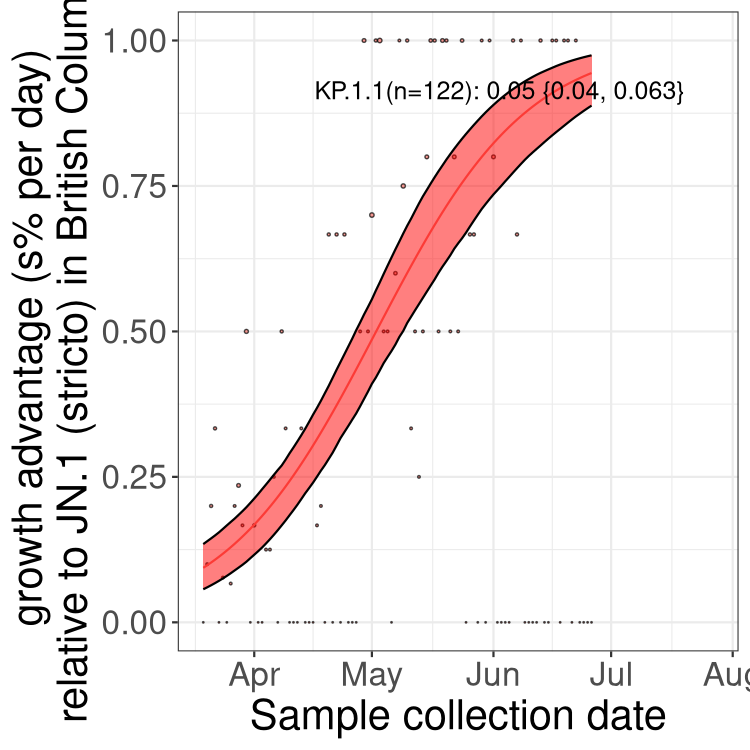 growth advantage (s% per day)
relative to JN.1 (stricto) in British Colum
1.00
0.75
0.50
0.25
0.00
KP.1.1(n=122): 0.05 {0.04, 0.063}
Apr May Jun Jul Aug
Sample collection date